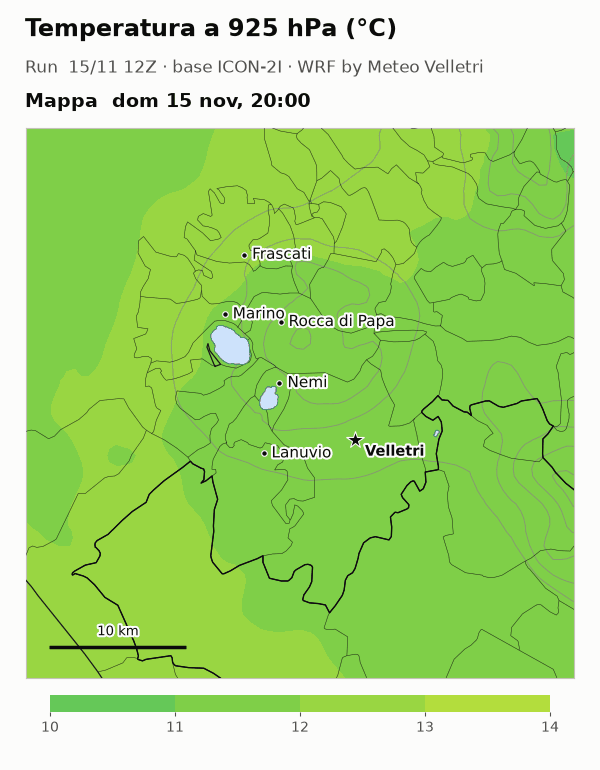 Temperatura a 925 hPa (°C)
Run  15/11 12Z · base ICON-2I · WRF by Meteo Velletri
Mappa  dom 15 nov, 20:00
Frascati
Marino
Rocca di Papa
Nemi
Velletri
Lanuvio
10 km
10 11 12 13 14